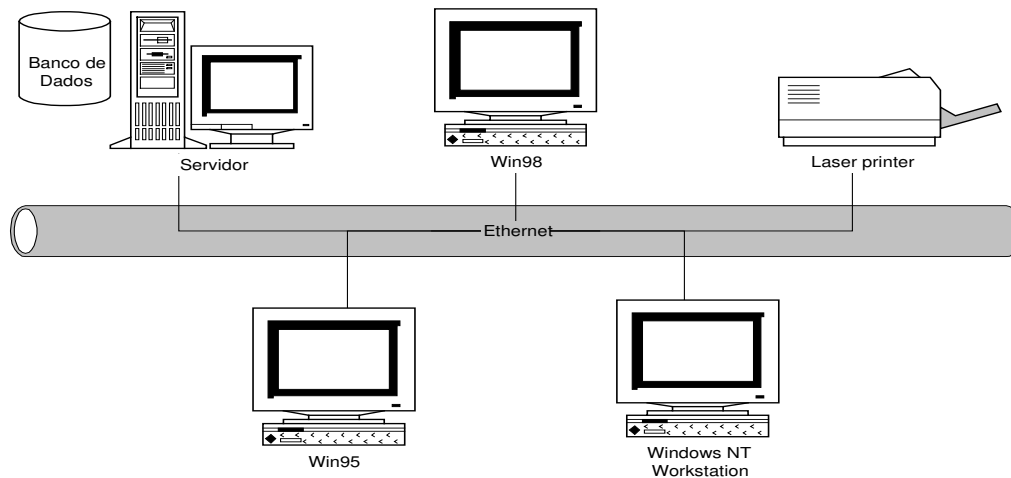 Banco de
Dados
Servidor
Win98
Laser printer
Ethernet
Win95
Windows NT
Workstation